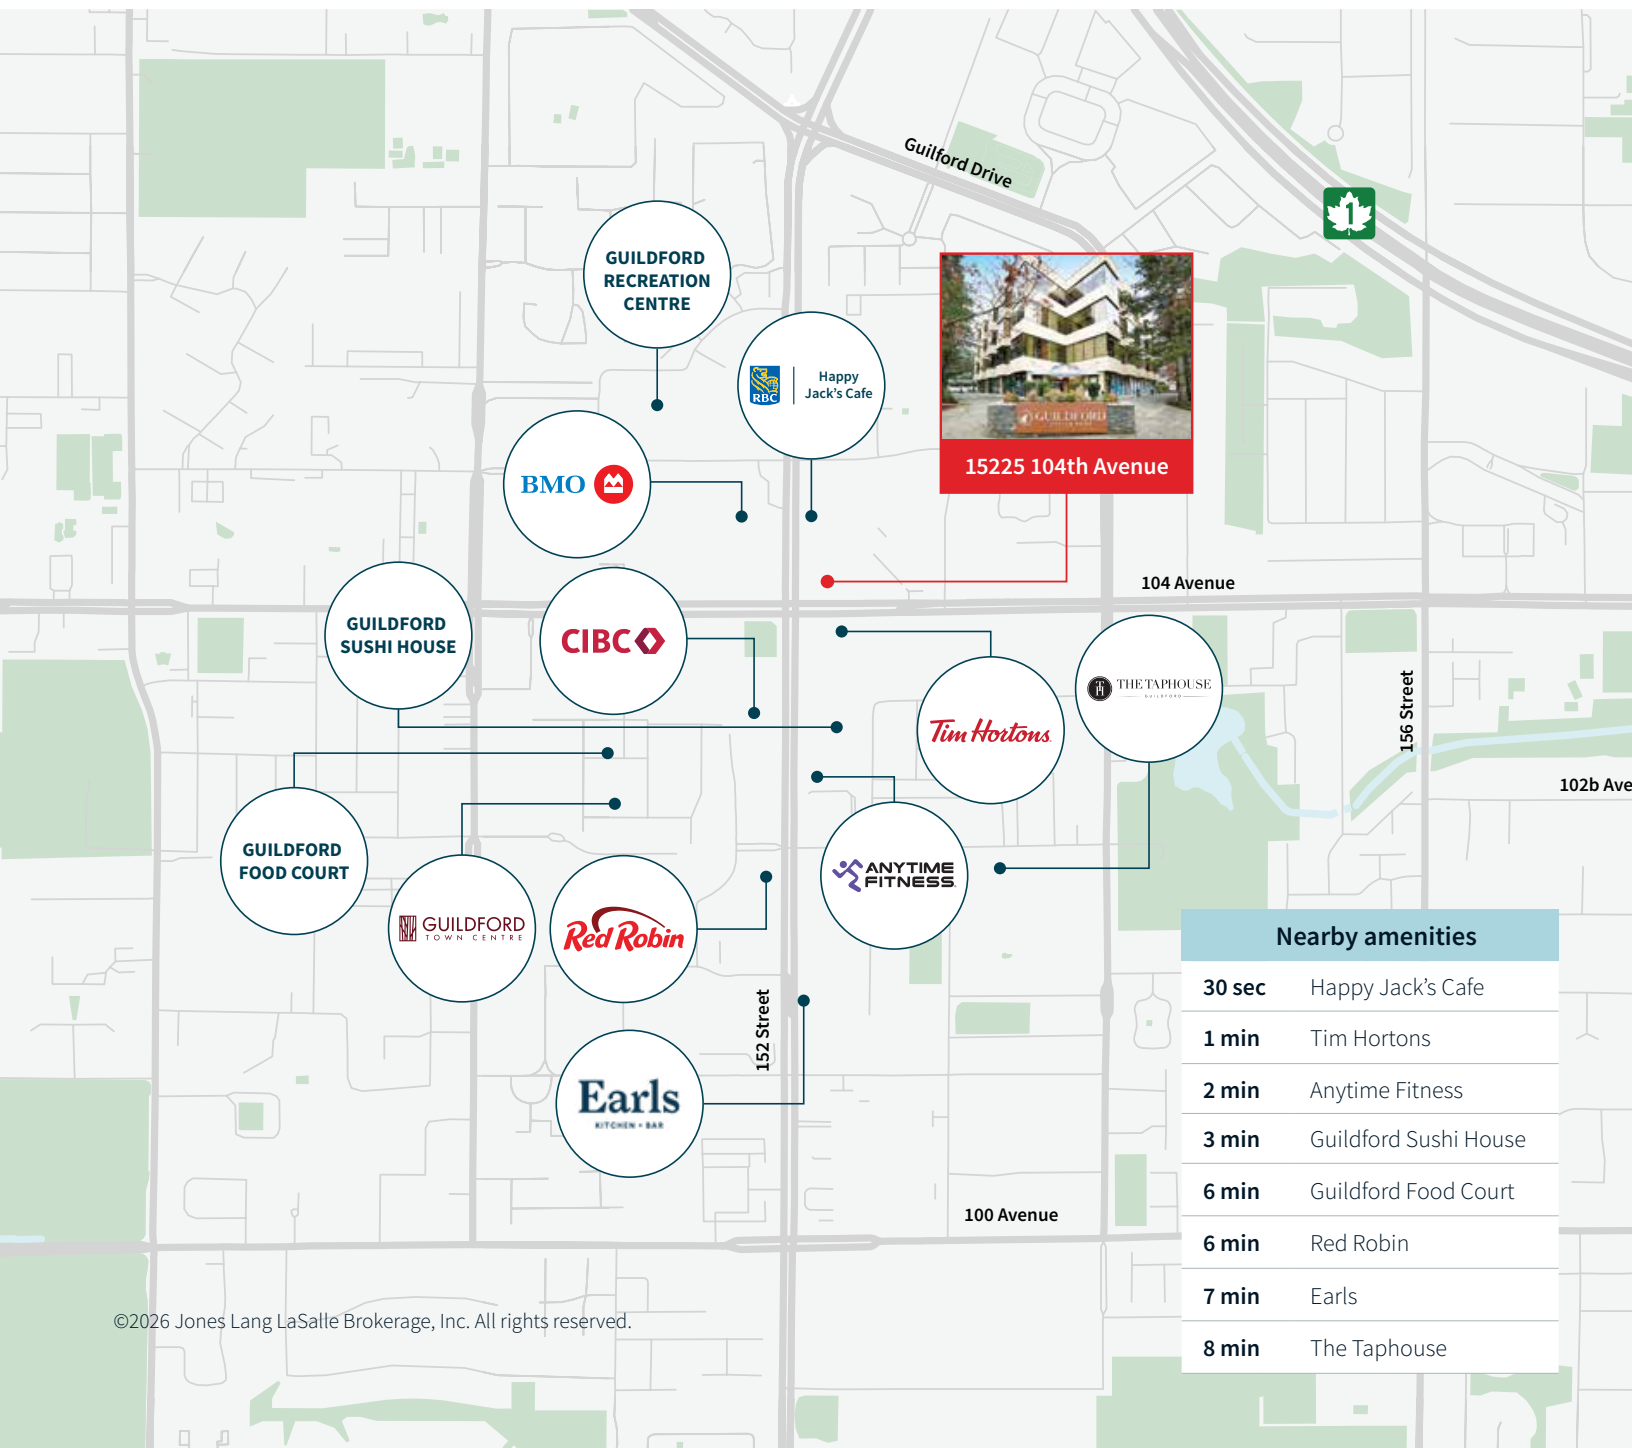 Guilford Drive
1
GUILDFORD
RECREATION
CENTRE
RBC
Happy
Jack's Cafe
GUILDFORD
15225 104th Avenue
BMO
104 Avenue
GUILDFORD
SUSHI HOUSE
CIBC
TH
THE TAPHOUSE
GUILDFORD
Tim Hortons
156 Street
102b Ave
GUILDFORD
FOOD COURT
ANYTIME
FITNESS
GUILDFORD
TOWN CENTRE
Red Robin
152 Street
Earls
KITCHEN + BAR
100 Avenue
Nearby amenities
30 sec Happy Jack's Cafe
1 min Tim Hortons
2 min Anytime Fitness
3 min Guildford Sushi House
6 min Guildford Food Court
6 min Red Robin
7 min Earls
8 min The Taphouse
©2026 Jones Lang LaSalle Brokerage, Inc. All rights reserved.